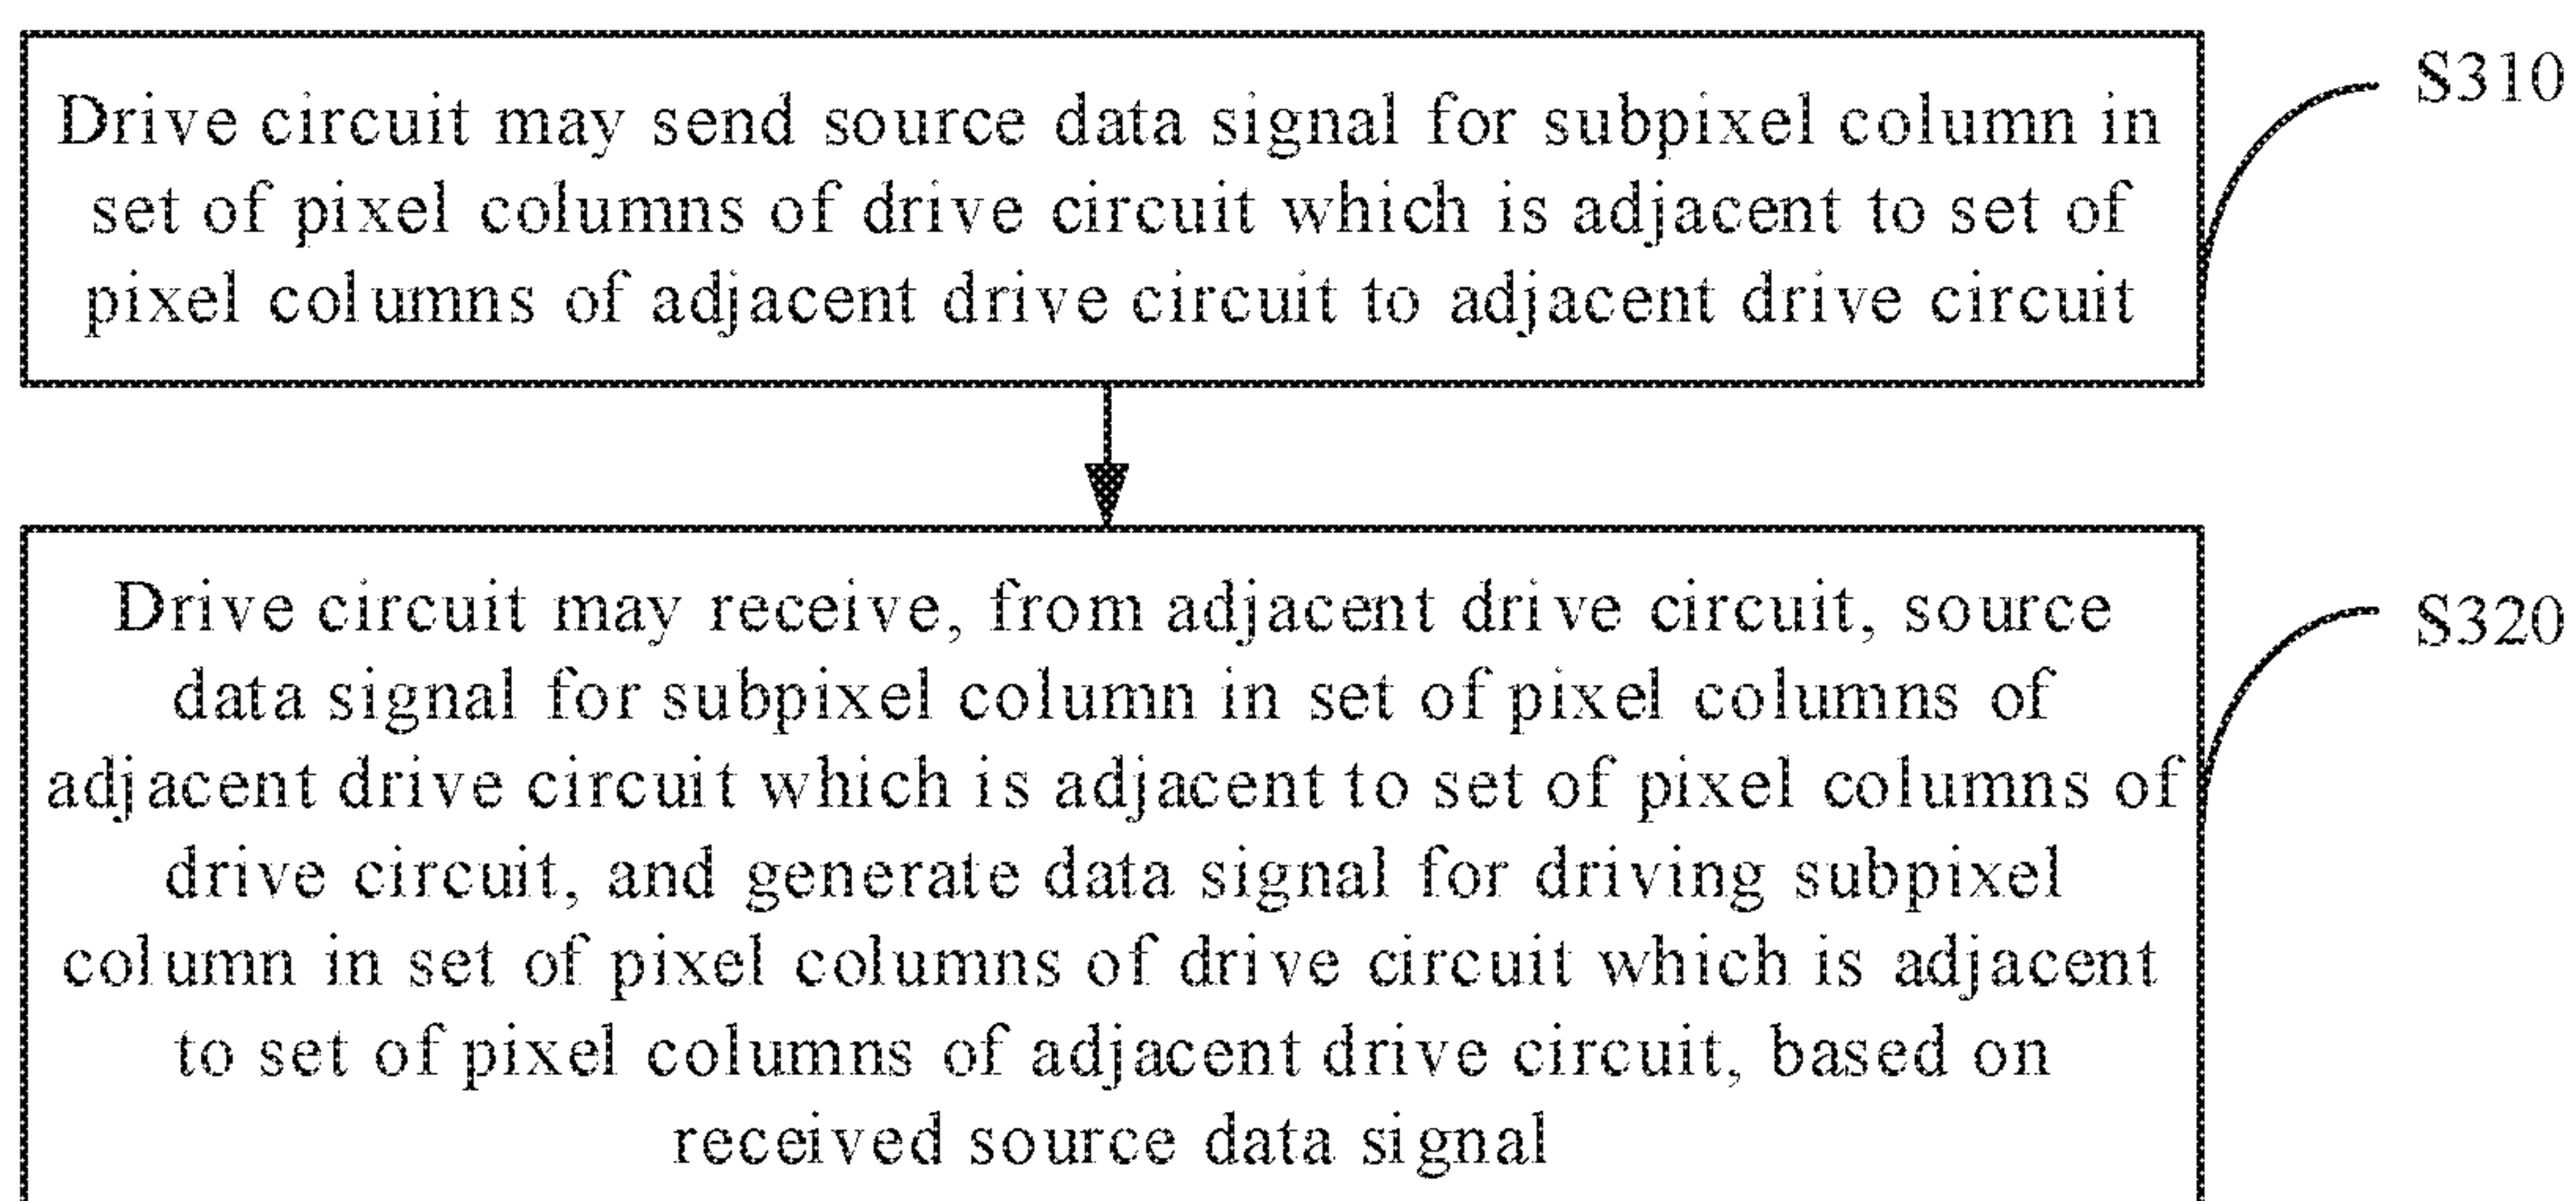 Drive circuit may send source data signal for subpixel column in
set of pixel columns of drive circuit which is adjacent to set of
pixel columns of adjacent drive circuit to adjacent drive circuit
S310
Drive circuit may receive, from adjacent drive circuit, source
data signal for subpixel column in set of pixel columns of
adjacent drive circuit which is adjacent to set of pixel columns of
drive circuit, and generate data signal for driving subpixel
column in set of pixel columns of drive circuit which is adjacent
to set of pixel columns of adjacent drive circuit, based on
received source data signal
S320